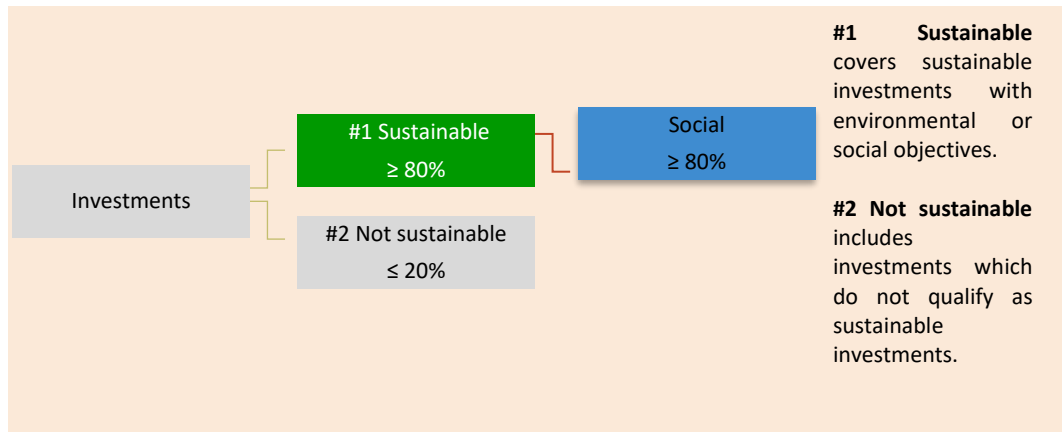 Investments
#1 Sustainable
≥ 80%
Social
≥ 80%
#2 Not sustainable
≤ 20%
#1 Sustainable
covers sustainable
investments with
environmental or
social objectives.
#2 Not sustainable
includes
investments which
do not qualify as
sustainable
investments.